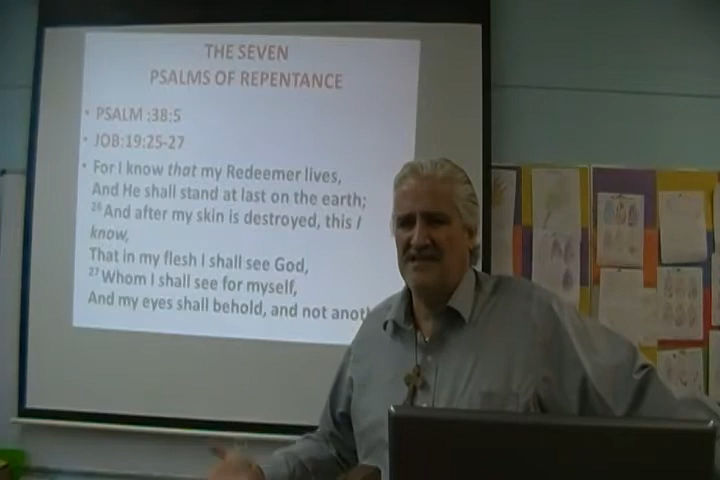 THE SEVEN
PSALMS OF REPENTANCE
• PSALM :38:5
• JOB:19:25-27
• For I know that my Redeemer lives,
And He shall stand at last on the earth;
26 And after my skin is destroyed, this I
know,
That in my flesh I shall see God,
27 Whom I shall see for myself,
And my eyes shall behold, and not anot